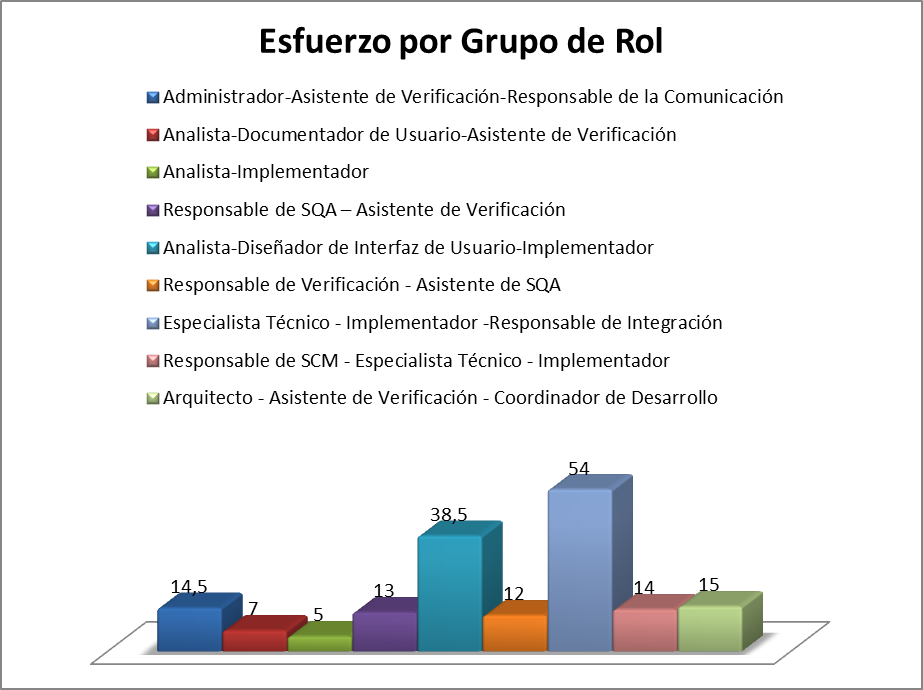 Esfuerzo por Grupo de Rol
Administrador-Asistente de Verificación-Responsable de la Comunicación
Analista-Documentador de Usuario-Asistente de Verificación
Analista-Implementador
Responsable de SQA – Asistente de Verificación
Analista-Diseñador de Interfaz de Usuario-Implementador
Responsable de Verificación - Asistente de SQA
Especialista Técnico - Implementador -Responsable de Integración
Responsable de SCM - Especialista Técnico - Implementador
Arquitecto - Asistente de Verificación - Coordinador de Desarrollo
14,5
7
5
13
38,5
12
54
14
15